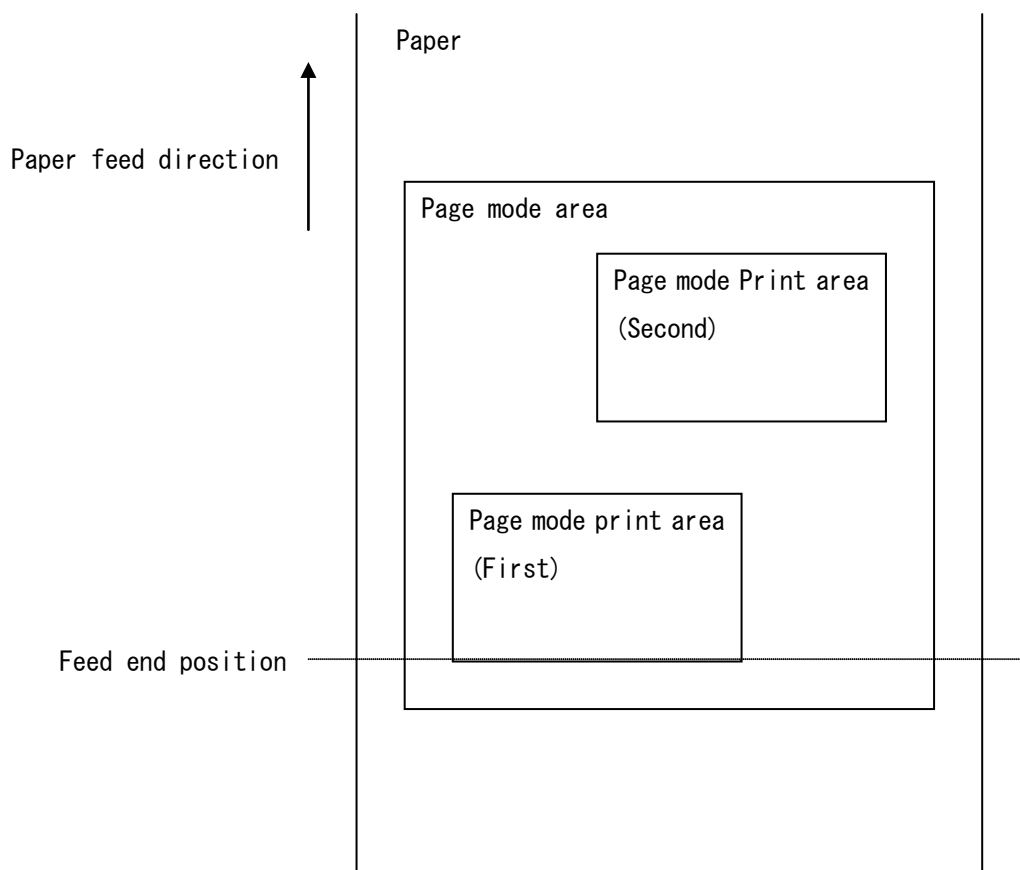 Paper
Paper feed direction
Page mode area
Page mode Print area
(Second)
Page mode print area
(First)
Feed end position